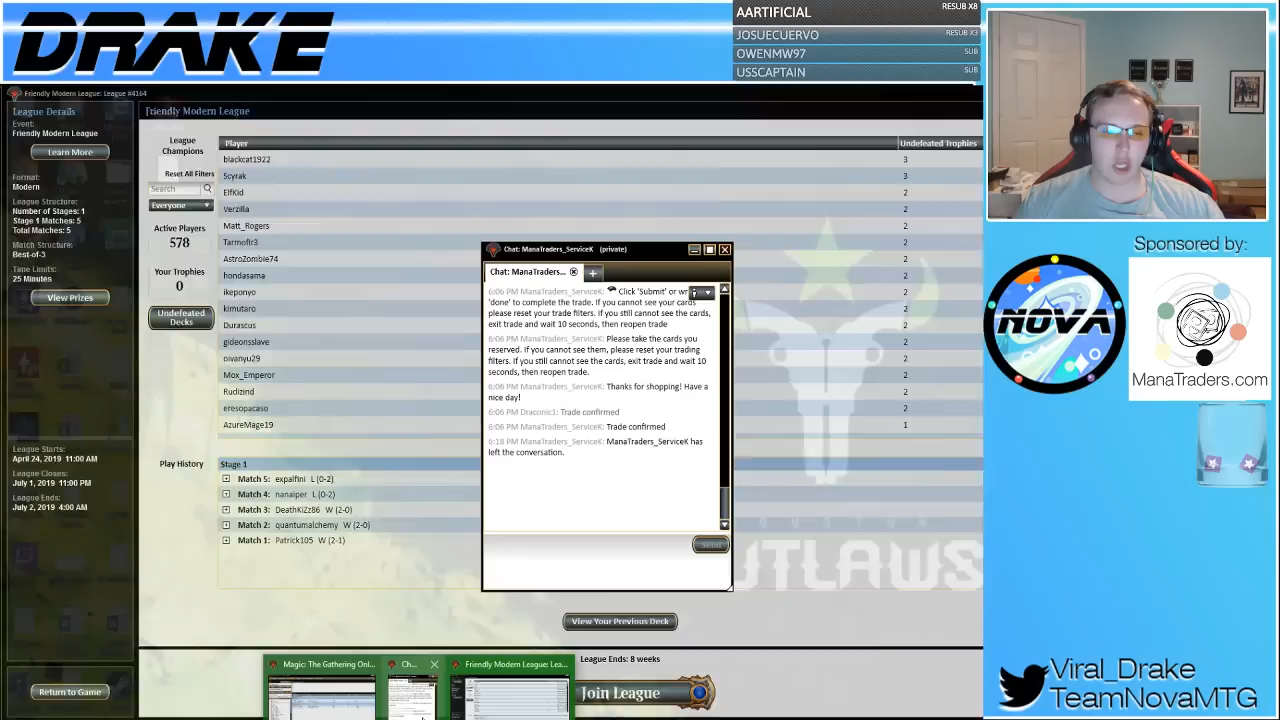 DRAKE
AARTIFICIAL RESUB X8
JOSUECUERVO RESUB X3
OWENMW97 SUB
USSCAPTAIN SUB
Friendly Modern League: League #4164
League Details
Event:
Friendly Modern League
Learn More
Format:
Modern
League Structure:
Number of Stages: 1
Stage 1 Matches: 5
Total Matches: 5
Match Structure:
Best-of-3
Time Limits:
25 Minutes
View Prizes
League Starts:
April 24, 2019 11:00 AM
League Closes:
July 1, 2019 11:00 PM
League Ends:
July 2, 2019 4:00 AM
Return to Game
Friendly Modern League
League
Champions
Reset All Filters
Search
Everyone
Active Players
578
Your Trophies
0
Undefeated
Decks
Player Undefeated Trophies
blackcat1922 3
Scyrak 3
ElfKid 2
Verzilla 2
Matt_Rogers 2
Tarmofir3 2
AstroZombie74 2
hondasama 2
ikeponyo 2
kimutaro 2
Durascus 2
gideonsslave 2
oivanyu29 2
Mox_Emperor 2
Rudizind 2
eresopacaso 2
AzureMage19 1
Play History
Stage 1
Match 5: expalfini L (0-2)
Match 4: nanaiper L (0-2)
Match 3: DeathKiZz86 W (2-0)
Match 2: quantumalchemy W (2-0)
Match 1: Patrick105 W (2-1)
Chat: ManaTraders_ServiceK (private)
Chat: ManaTraders...
6:06 PM ManaTraders_ServiceK: Click 'Submit' or
'done' to complete the trade. If you cannot see your cards
please reset your trade filters. If you still cannot see the cards,
exit trade and wait 10 seconds, then reopen trade
6:06 PM ManaTraders_ServiceK: Please take the cards you
reserved. If you cannot see them, please reset your trading
filters. If you still cannot see the cards, exit trade and wait 10
seconds, then reopen trade.
6:06 PM ManaTraders_ServiceK: Thanks for shopping! Have a
nice day!
6:06 PM Draconic1: Trade confirmed
6:06 PM ManaTraders_ServiceK: Trade confirmed
6:18 PM ManaTraders_ServiceK: ManaTraders_ServiceK has
left the conversation.
Send
OUTLAWS
View Your Previous Deck
League Ends: 8 weeks
Join League
Magic: The Gathering Onl...
Ch...
Friendly Modern League: Lea...
Sponsored by:
NOVA
ManaTraders.com
Viral_Drake
TeamNovaMTG